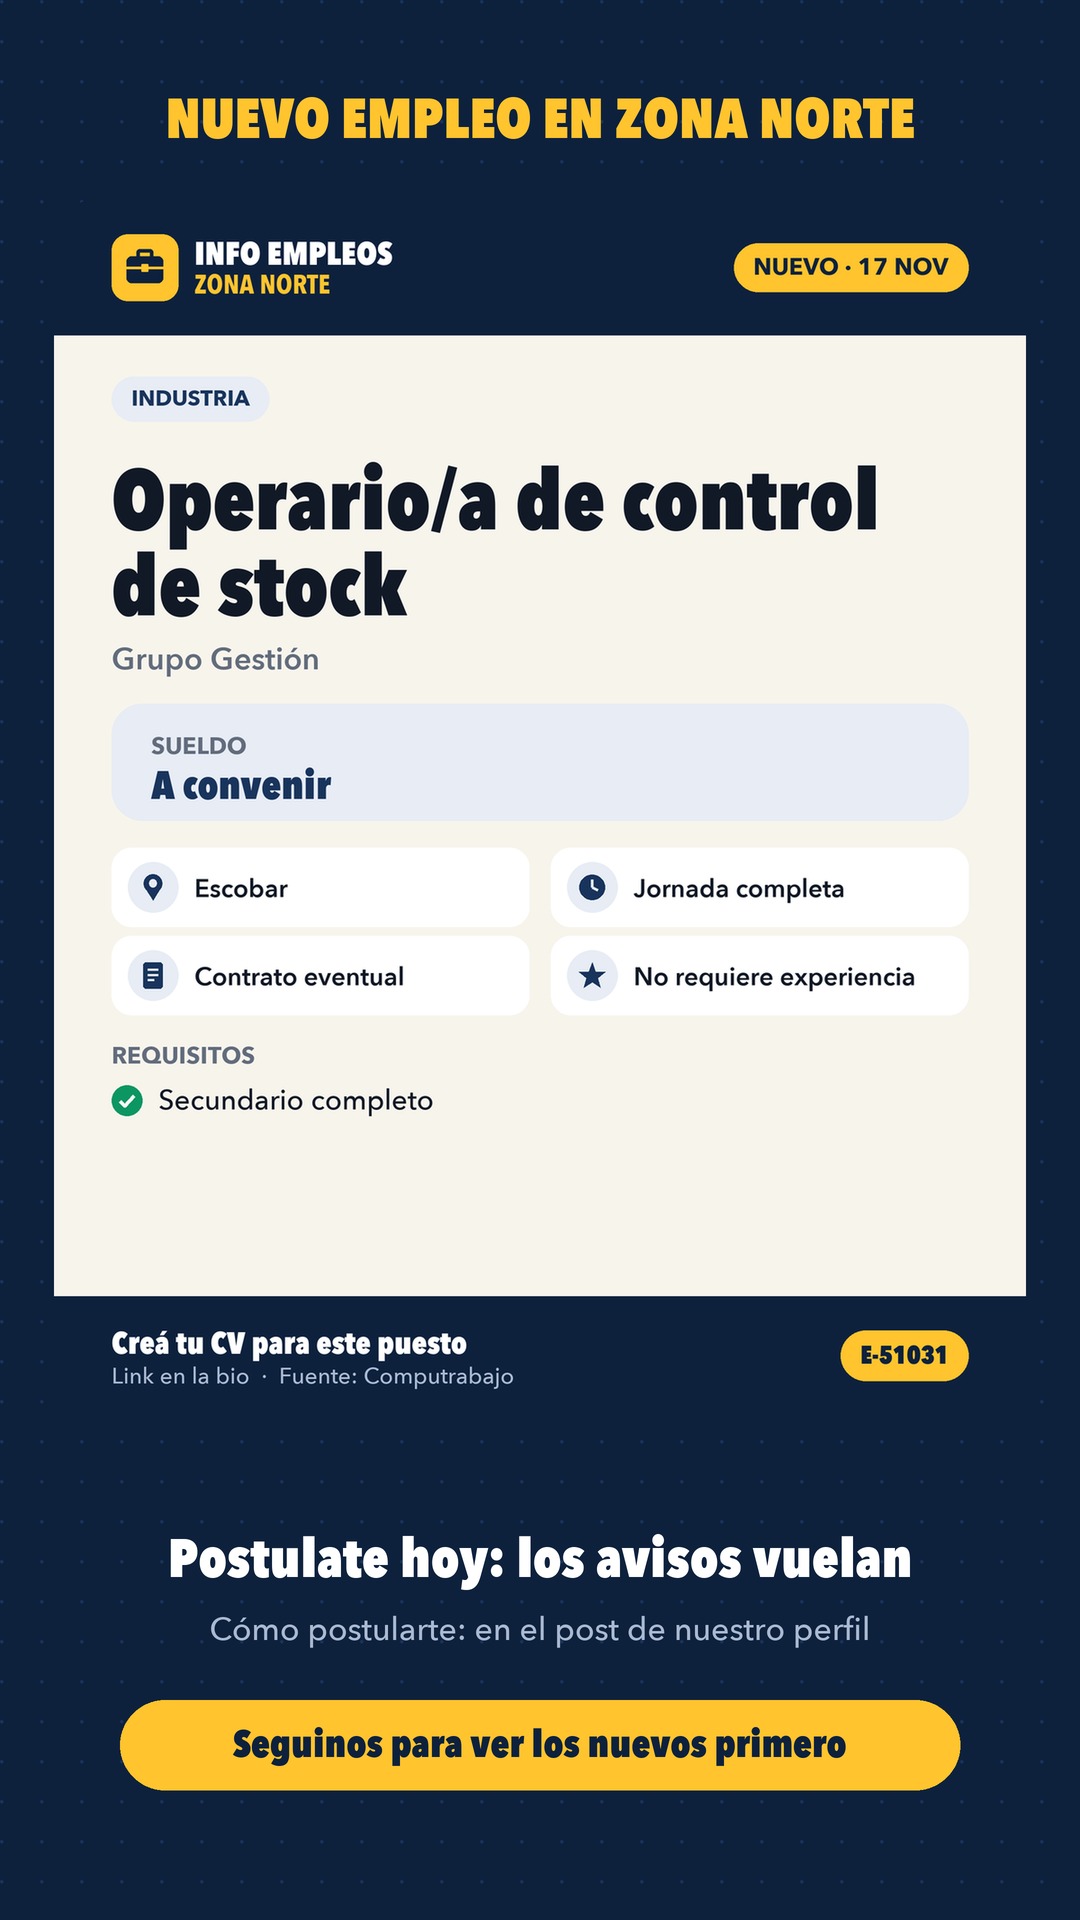 NUEVO EMPLEO EN ZONA NORTE
INFO EMPLEOS
ZONA NORTE
NUEVO · 17 NOV
INDUSTRIA
Operario/a de control
de stock
Grupo Gestión
SUELDO
A convenir
Escobar
Jornada completa
Contrato eventual
No requiere experiencia
REQUISITOS
Secundario completo
Creá tu CV para este puesto
Link en la bio · Fuente: Computrabajo
E-51031
Postulate hoy: los avisos vuelan
Cómo postularte: en el post de nuestro perfil
Seguinos para ver los nuevos primero